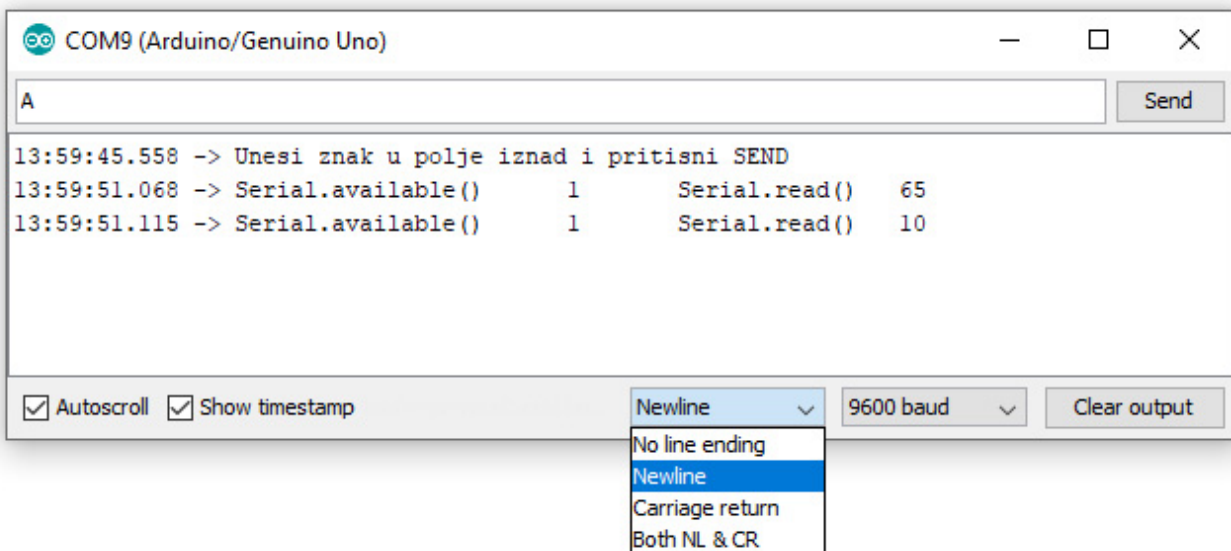 COM9 (Arduino/Genuino Uno)
A
Send
13:59:45.558 -> Unesi znak u polje iznad i pritisni SEND
13:59:51.068 -> Serial.available() 1 Serial.read() 65
13:59:51.115 -> Serial.available() 1 Serial.read() 10
Autoscroll Show timestamp Newline 9600 baud Clear output
No line ending
Newline
Carriage return
Both NL & CR